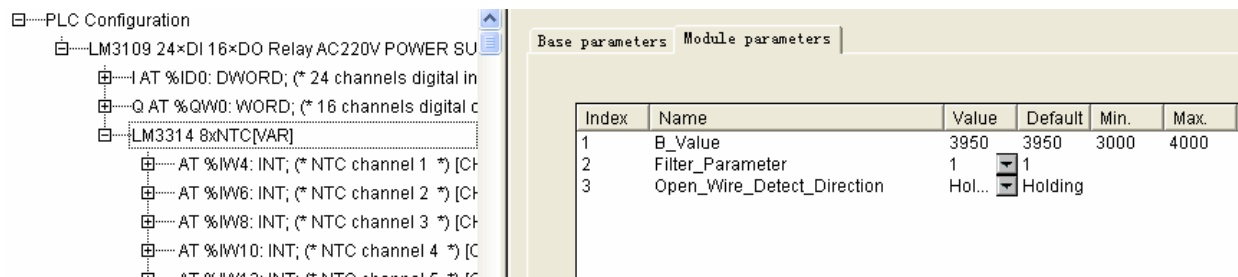 PLC Configuration
LM3109 24×DI 16×DO Relay AC220V POWER SU
I AT %ID0: DWORD; (* 24 channels digital in
Q AT %QW0: WORD; (* 16 channels digital c
LM3314 8xNTC[VAR]
AT %IW4: INT; (* NTC channel 1 *) [CH
AT %IW6: INT; (* NTC channel 2 *) [CH
AT %IW8: INT; (* NTC channel 3 *) [CH
AT %IW10: INT; (* NTC channel 4 *) [C
Base parameters Module parameters
Index Name Value Default Min. Max.
1 B_Value 3950 3950 3000 4000
2 Filter_Parameter 1 1
3 Open_Wire_Detect_Direction Hol... Holding